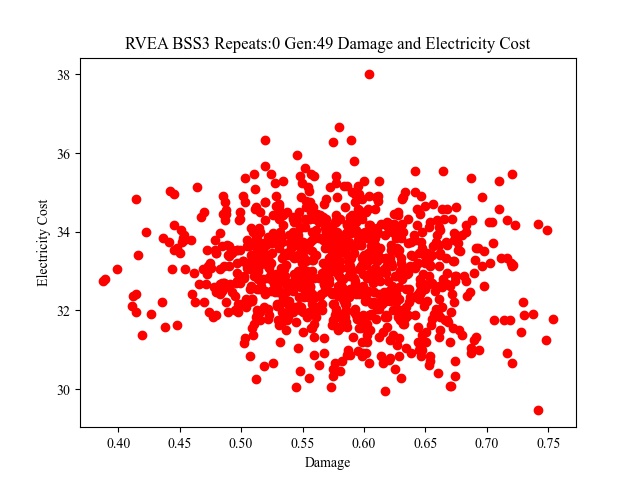 RVEA BSS3 Repeats:0 Gen:49 Damage and Electricity Cost
38
36
34
32
30
Electricity Cost
0.40 0.45 0.50 0.55 0.60 0.65 0.70 0.75
Damage